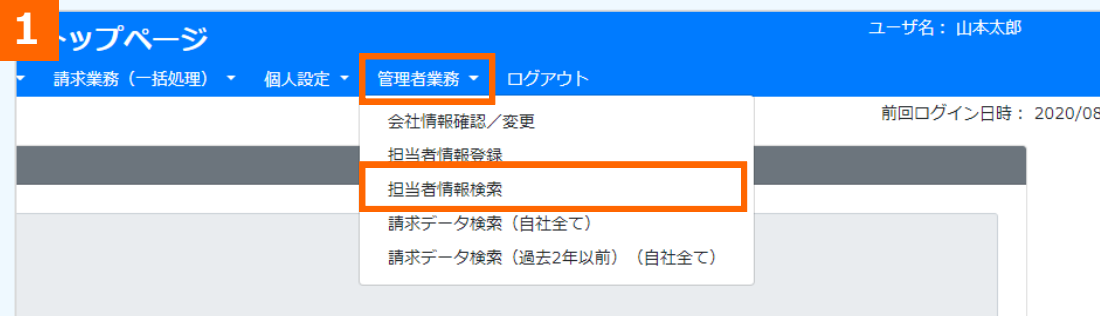 1
トップページ
ユーザ名： 山本太郎
請求業務（一括処理） 個人設定 管理者業務 ログアウト
前回ログイン日時： 2020/08
会社情報確認／変更
担当者情報登録
担当者情報検索
請求データ検索（自社全て）
請求データ検索（過去2年以前）（自社全て）